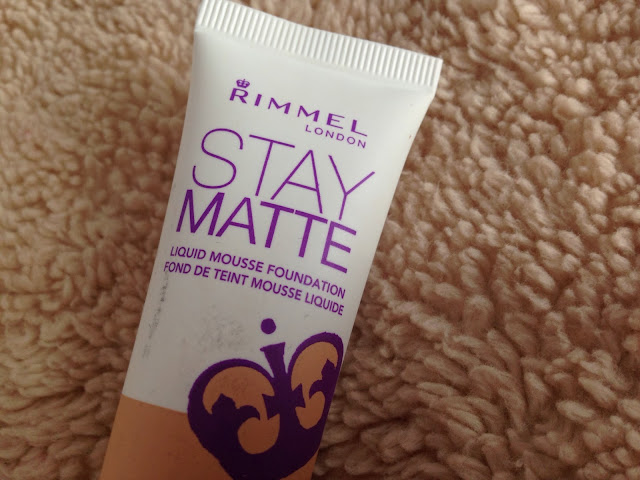 RIMMEL
LONDON
STAY
MATTE
LIQUID MOUSSE FOUNDATION
FOND DE TEINT MOUSSE LIQUIDE